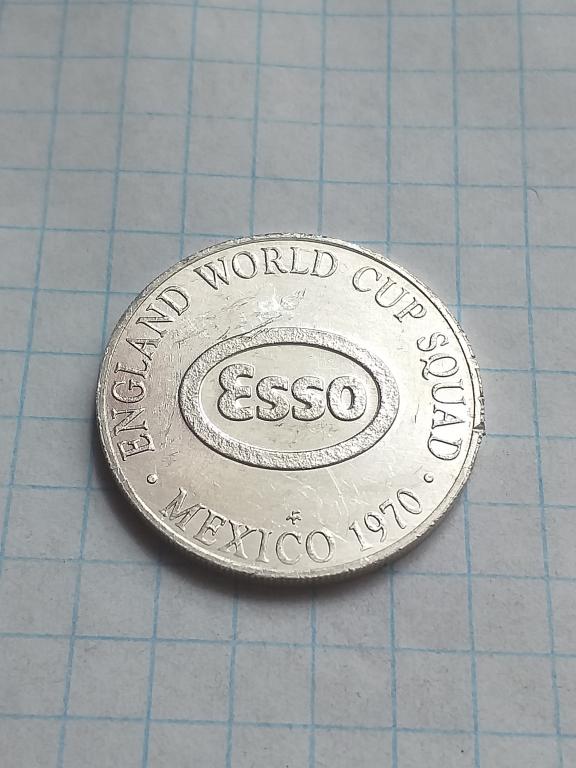 ENGLAND WORLD CUP SQUAD
Esso
• MEXICO 1970 •